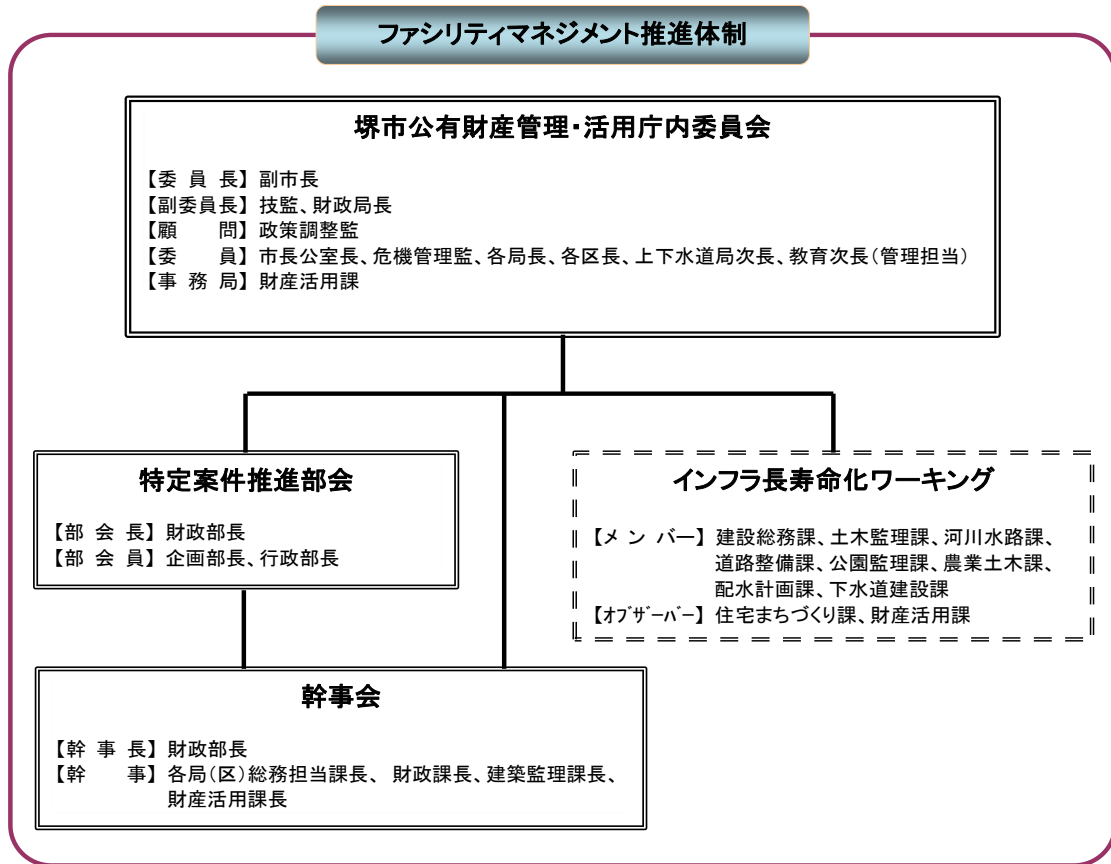 ファシリティマネジメント推進体制
堺市公有財産管理・活用庁内委員会
【委 員 長】 副市長
【副委員長】 技監、財政局長
【顧　　問】 政策調整監
【委　　員】 市長公室長、危機管理監、各局長、各区長、上下水道局次長、教育次長（管理担当）
【事 務 局】 財産活用課
特定案件推進部会
【部 会 長】 財政部長
【部 会 員】 企画部長、行政部長
インフラ長寿命化ワーキング
【メ ン バー】 建設総務課、土木監理課、河川水路課、
道路整備課、公園監理課、農業土木課、
配水計画課、下水道建設課
【ｵﾌﾞｻﾞｰﾊﾞｰ】 住宅まちづくり課、財産活用課
幹事会
【幹 事 長】 財政部長
【幹　　事】 各局（区）総務担当課長、 財政課長、建築監理課長、
財産活用課長